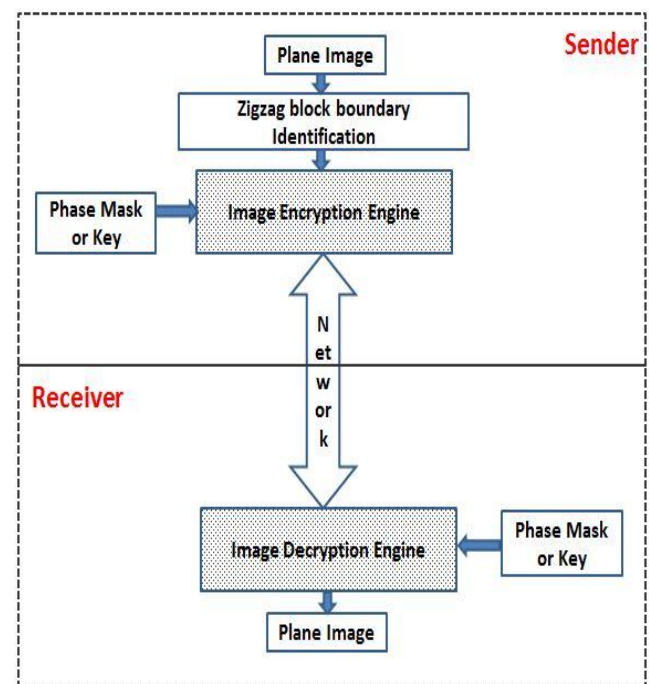 Sender
Plane Image
Zigzag block boundary
Identification
Phase Mask
or Key
Image Encryption Engine
N
et
w
or
k
Receiver
Image Decryption Engine
Phase Mask
or Key
Plane Image